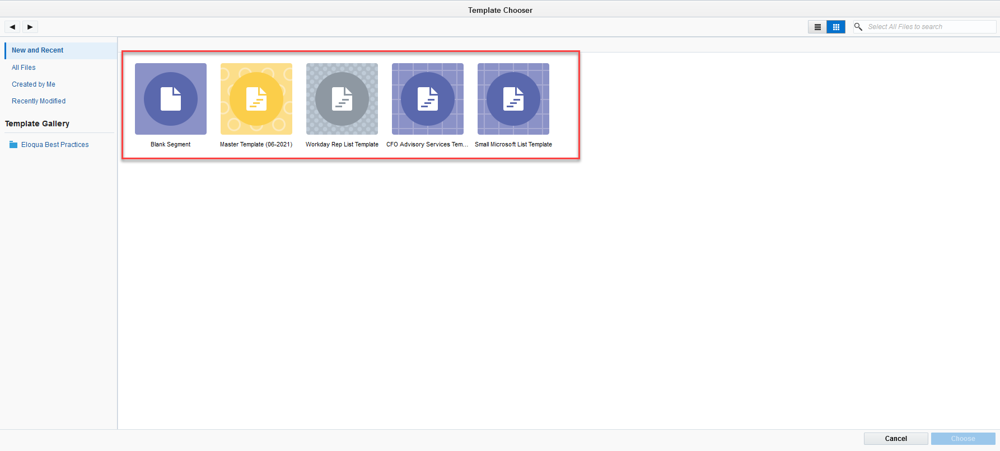 Template Chooser
Select All Files to search
New and Recent
All Files
Created by Me
Recently Modified
Template Gallery
Eloqua Best Practices
Blank Segment
Master Template (06-2021)
Workday Rep List Template
CFO Advisory Services Tem...
Small Microsoft List Template
Cancel
Choose